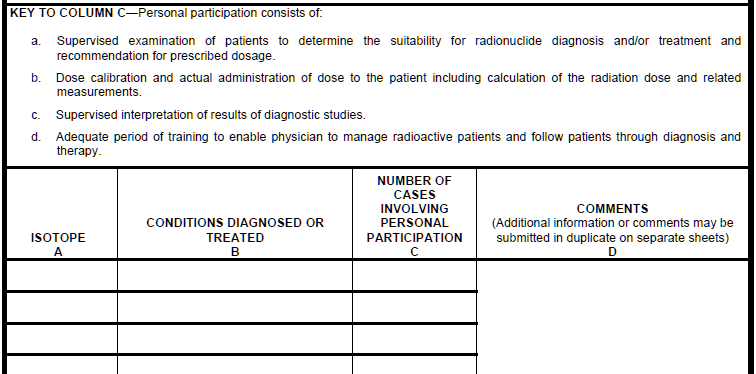 KEY TO COLUMN C—Personal participation consists of:
a. Supervised examination of patients to determine the suitability for radionuclide diagnosis and/or treatment and
recommendation for prescribed dosage.
b. Dose calibration and actual administration of dose to the patient including calculation of the radiation dose and related
measurements.
c. Supervised interpretation of results of diagnostic studies.
d. Adequate period of training to enable physician to manage radioactive patients and follow patients through diagnosis and
therapy.
ISOTOPE
A
CONDITIONS DIAGNOSED OR
TREATED
B
NUMBER OF
CASES
INVOLVING
PERSONAL
PARTICIPATION
C
COMMENTS
(Additional information or comments may be
submitted in duplicate on separate sheets)
D